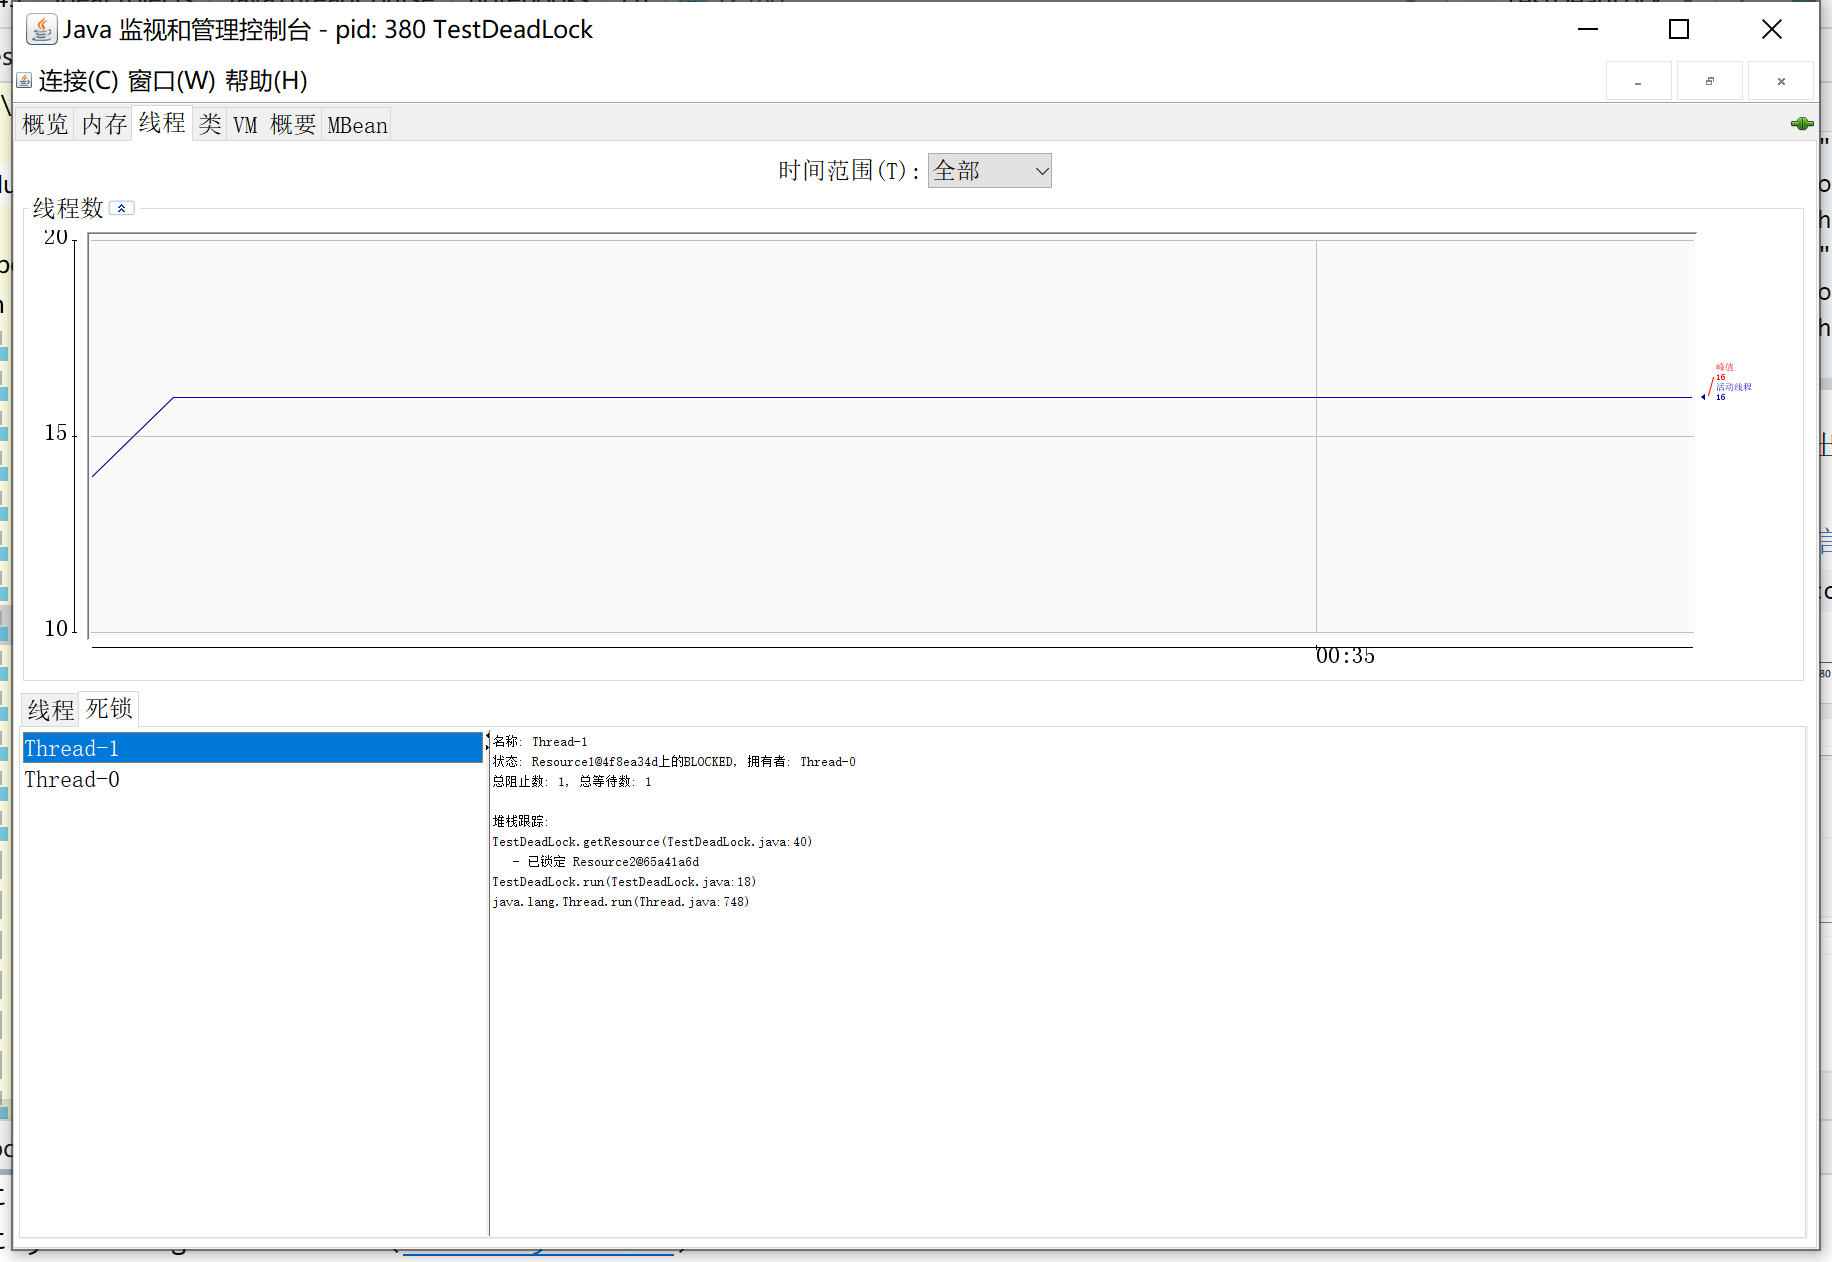 Java 监视和管理控制台 - pid: 380 TestDeadLock
连接(C) 窗口(W) 帮助(H)
概览 内存 线程 类 VM 概要 MBean
时间范围(T): 全部
线程数
20
15
10
00:35
峰值
16
活动线程
16
线程 死锁
Thread-1
Thread-0
名称: Thread-1
状态: Resource1@4f8ea34d上的BLOCKED, 拥有者: Thread-0
总阻止数: 1, 总等待数: 1
堆栈跟踪:
TestDeadLock.getResource(TestDeadLock.java:40)
- 已锁定 Resource2@65a41a6d
TestDeadLock.run(TestDeadLock.java:18)
java.lang.Thread.run(Thread.java:748)